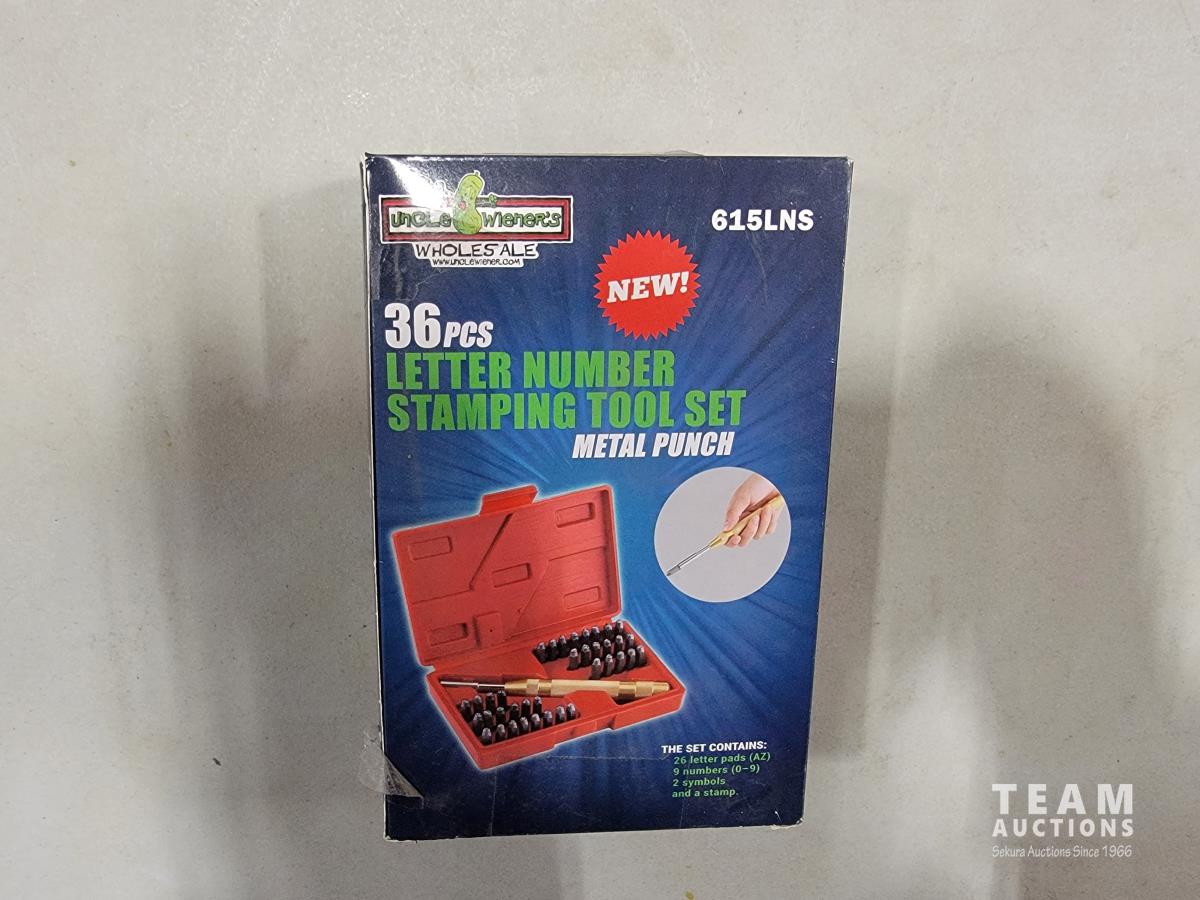 UNCLE WIENER'S
WHOLESALE
WWW.UNCLEWIENER.COM
615LNS
NEW!
36PCS
LETTER NUMBER
STAMPING TOOL SET
METAL PUNCH
THE SET CONTAINS:
26 letter pads (AZ)
9 numbers (0-9)
2 symbols
and a stamp.
TEAM
AUCTIONS
Sekura Auctions Since 1966